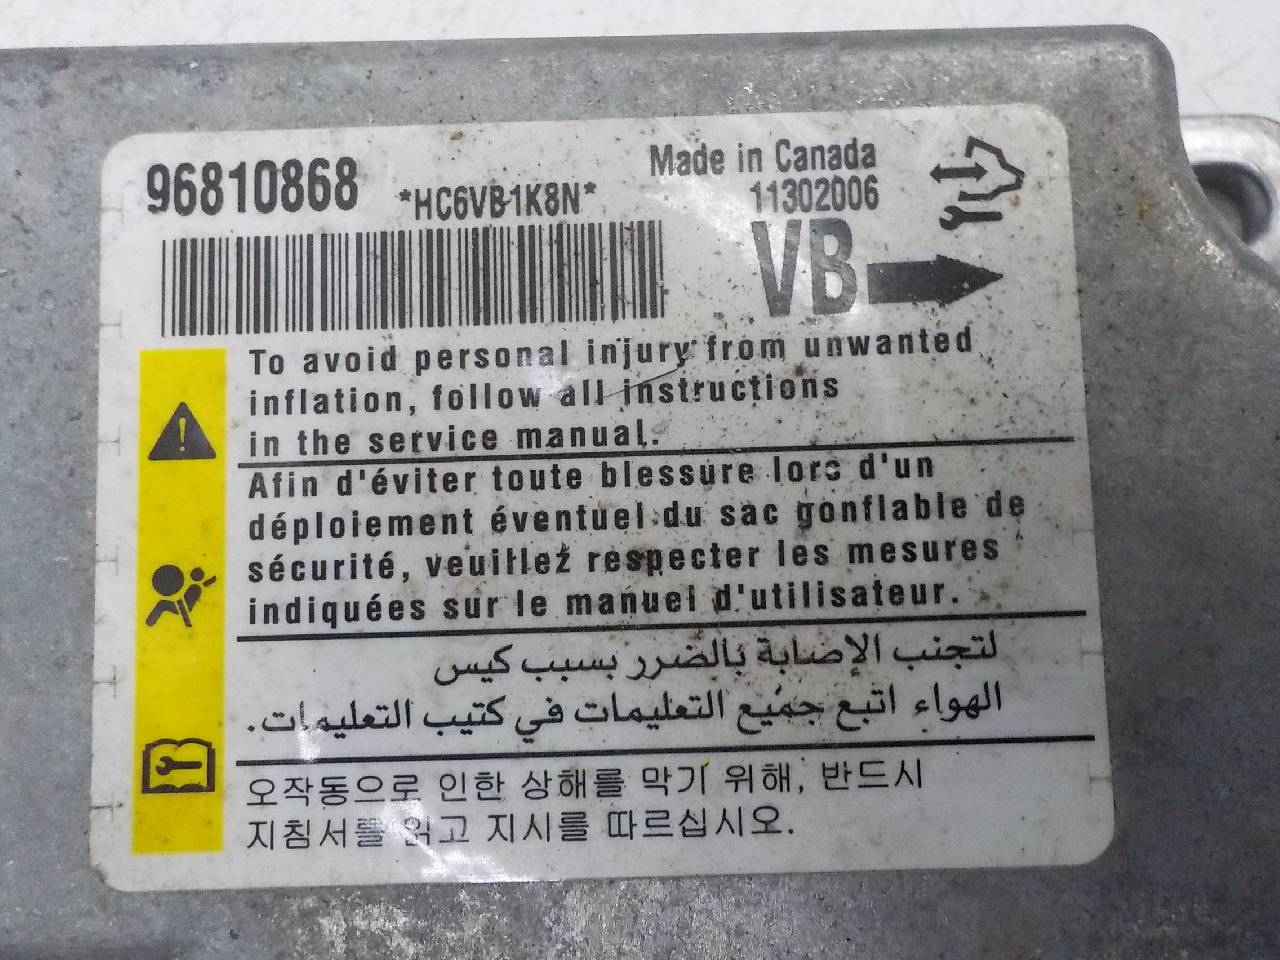 96810868
*HC6VB1K8N*
Made in Canada
11302006
VB
To avoid personal injury from unwanted
inflation, follow all instructions
in the service manual.
Afin d'éviter toute blessure lors d'un
déploiement éventuel du sac gonflable de
sécurité, veuillez respecter les mesures
indiquées sur le manuel d'utilisateur.
لتجنب الإصابة بالضرر بسبب كيس
الهواء اتبع جميع التعليمات في كتيب التعليمات.
오작동으로 인한 상해를 막기 위해, 반드시
지침서를 읽고 지시를 따르십시오.